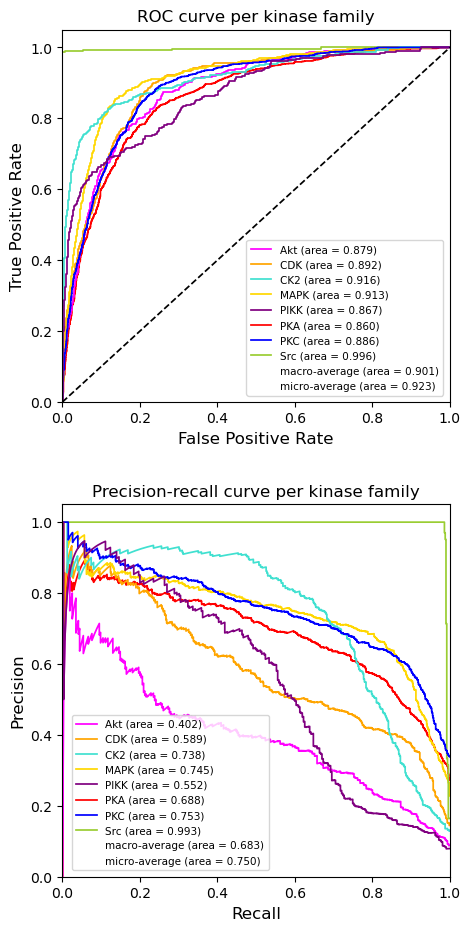 ROC curve per kinase family
1.0
0.8
0.6
0.4
0.2
0.0
True Positive Rate
Akt (area = 0.879)
CDK (area = 0.892)
CK2 (area = 0.916)
MAPK (area = 0.913)
PIKK (area = 0.867)
PKA (area = 0.860)
PKC (area = 0.886)
Src (area = 0.996)
macro-average (area = 0.901)
micro-average (area = 0.923)
0.0 0.2 0.4 0.6 0.8 1.0
False Positive Rate
Precision-recall curve per kinase family
1.0
0.8
0.6
0.4
0.2
0.0
Precision
Akt (area = 0.402)
CDK (area = 0.589)
CK2 (area = 0.738)
MAPK (area = 0.745)
PIKK (area = 0.552)
PKA (area = 0.688)
PKC (area = 0.753)
Src (area = 0.993)
macro-average (area = 0.683)
micro-average (area = 0.750)
0.0 0.2 0.4 0.6 0.8 1.0
Recall